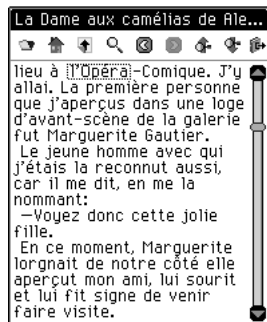 La Dame aux camélias de Ale...
lieu à l'Opéra-Comique. J'y
allai. La première personne
que j'aperçus dans une loge
d'avant-scène de la galerie
fut Marguerite Gautier.
Le jeune homme avec qui
j'étais la reconnut aussi,
car il me dit, en me la
nommant:
—Voyez donc cette jolie
fille.
En ce moment, Marguerite
lorgnait de notre côté elle
aperçut mon ami, lui sourit
et lui fit signe de venir
faire visite.